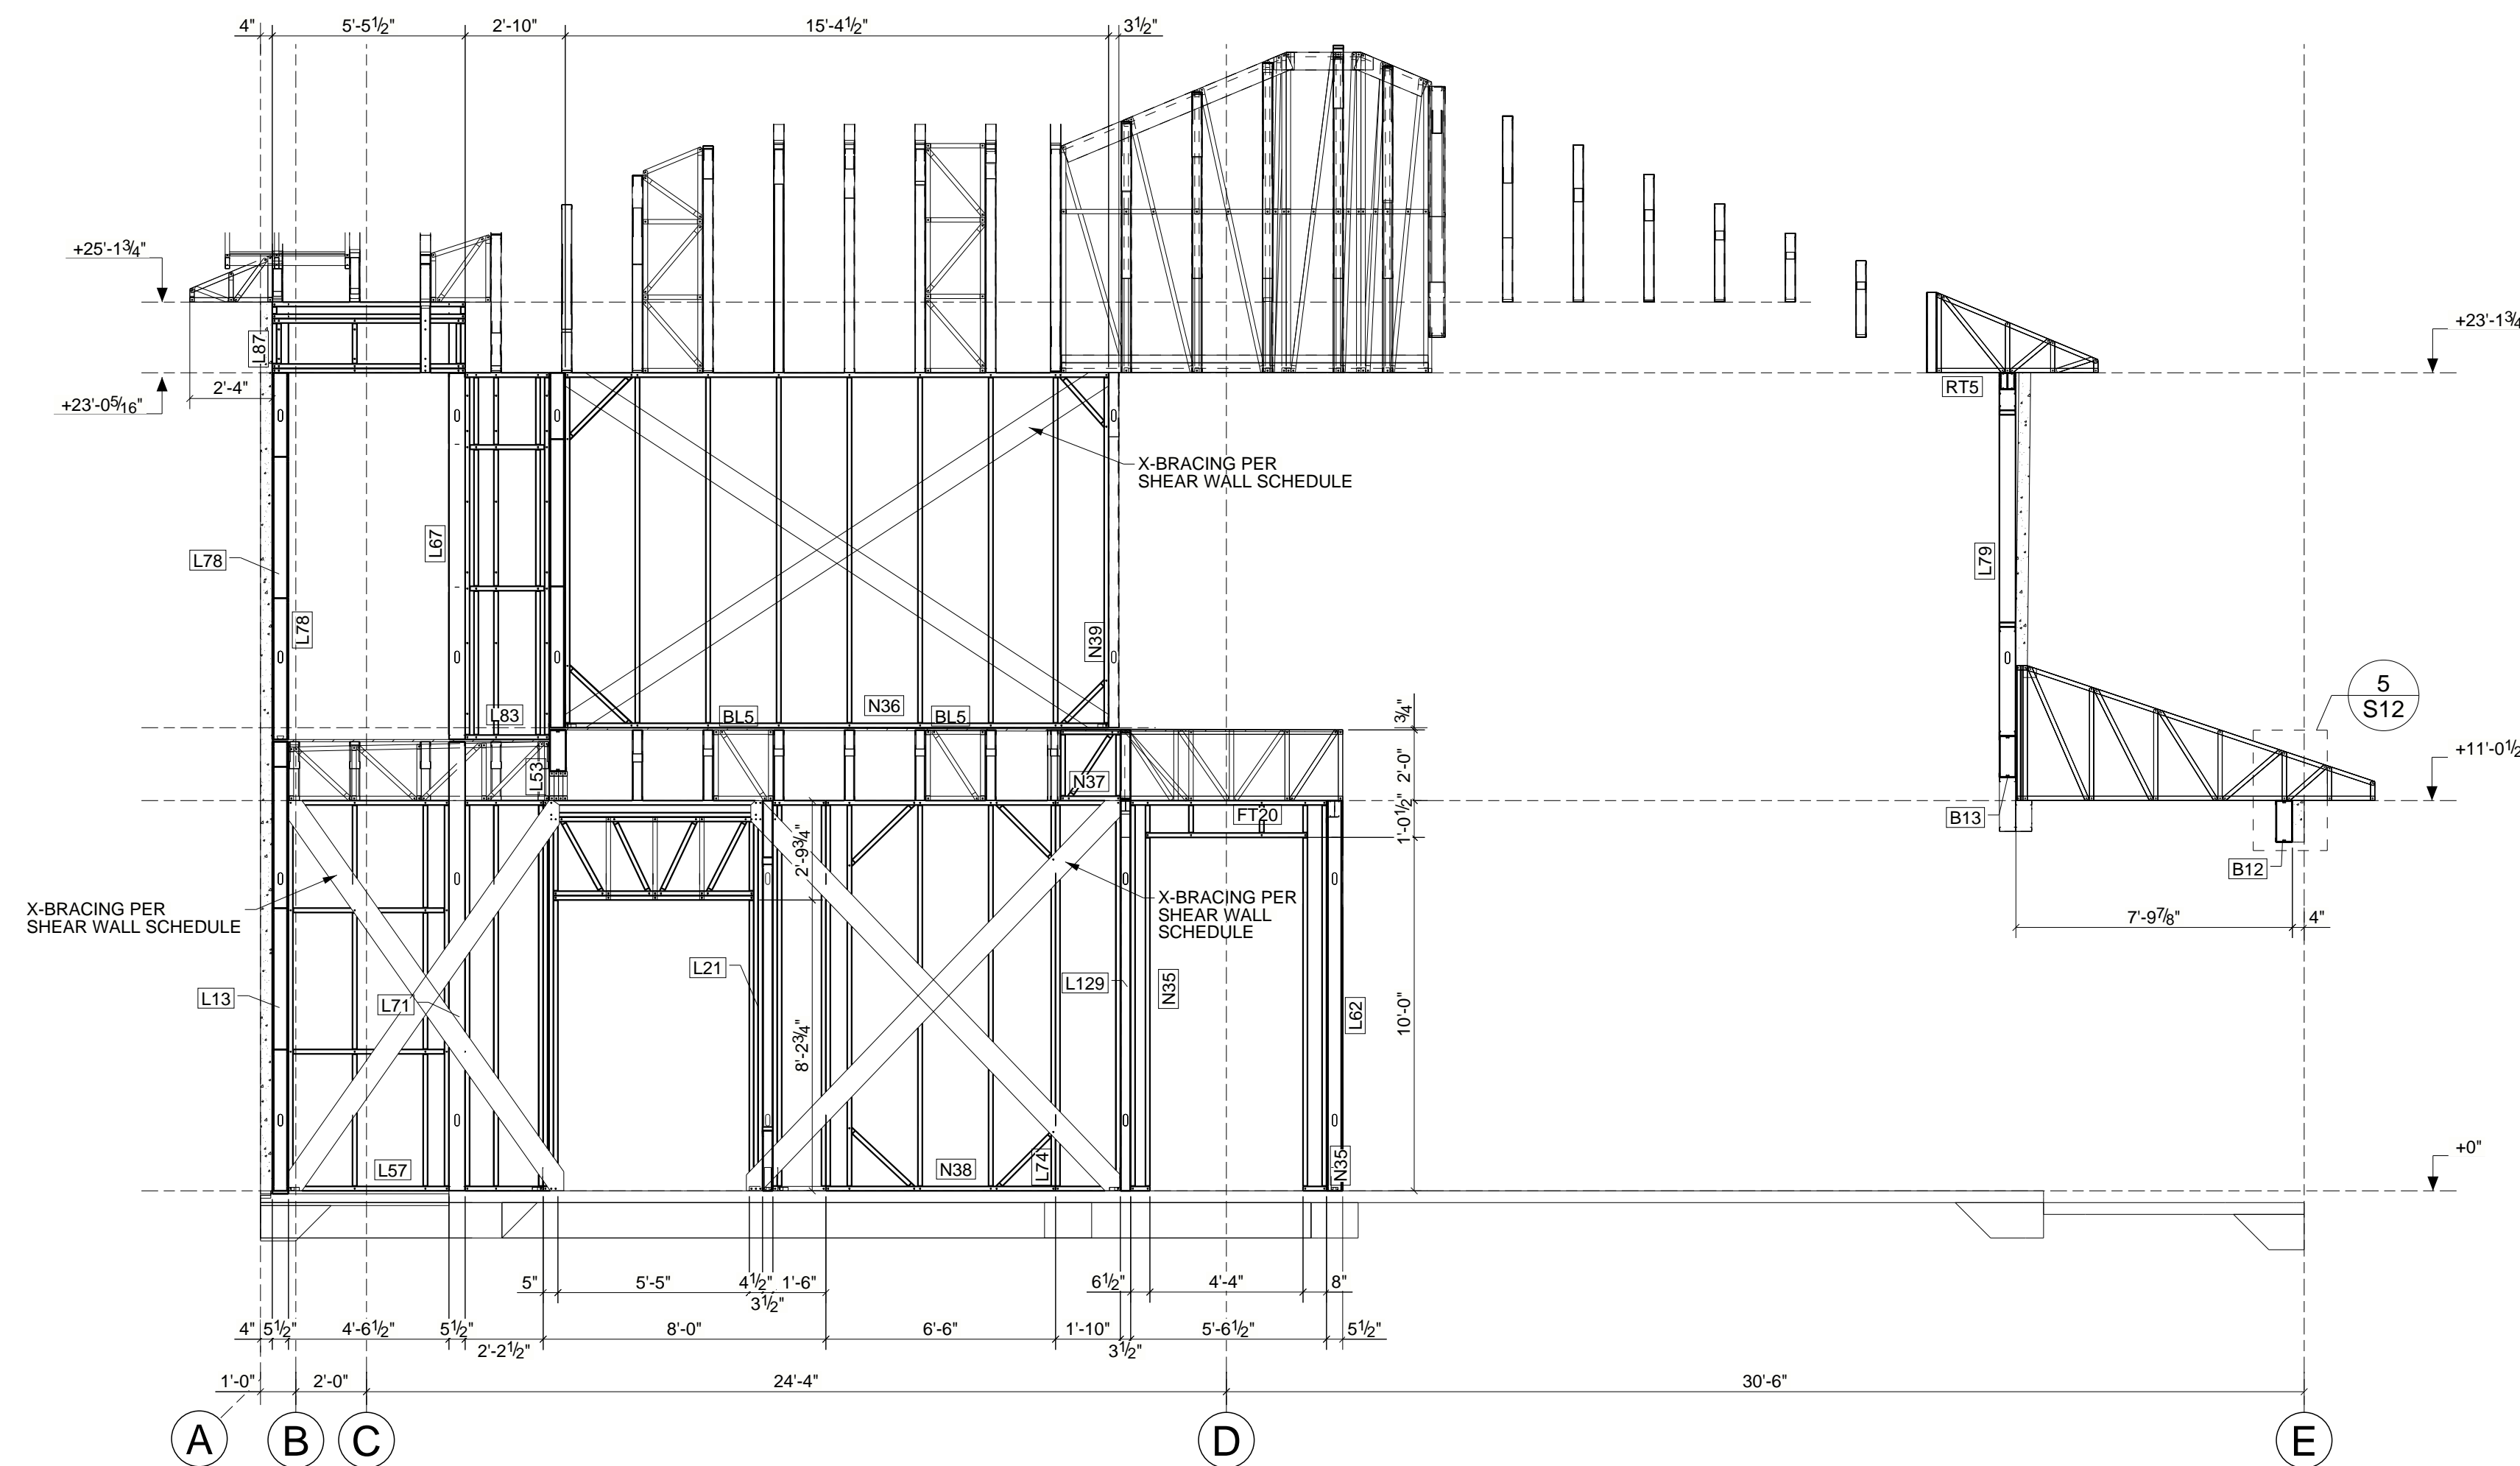 4" 5'-5½" 2'-10" 15'-4½" 3½"
+25'-1¾"
+23'-1¾
L87
2'-4"
+23'-0⁵⁄₁₆"
RT5
X-BRACING PER
SHEAR WALL SCHEDULE
L78
L67
L79
L78
N39
5
S12
L83
BL5
N36
BL5
¾"
2'-0"
+11'-0½
L53
N37
1'-0½"
FT20
B13
B12
2'-9¾"
X-BRACING PER
SHEAR WALL SCHEDULE
X-BRACING PER
SHEAR WALL
SCHEDULE
7'-9⅞" 4"
L21
L129
N35
L13
L71
L62
10'-0"
8'-2¾"
L57
N38
L74
N35
+0"
5" 5'-5" 4½" 1'-6" 6½" 4'-4" 8"
3½"
4" 5½" 4'-6½" 5½" 8'-0" 6'-6" 1'-10" 5'-6½" 5½"
2'-2½" 3½"
1'-0" 2'-0" 24'-4" 30'-6"
A B C D E